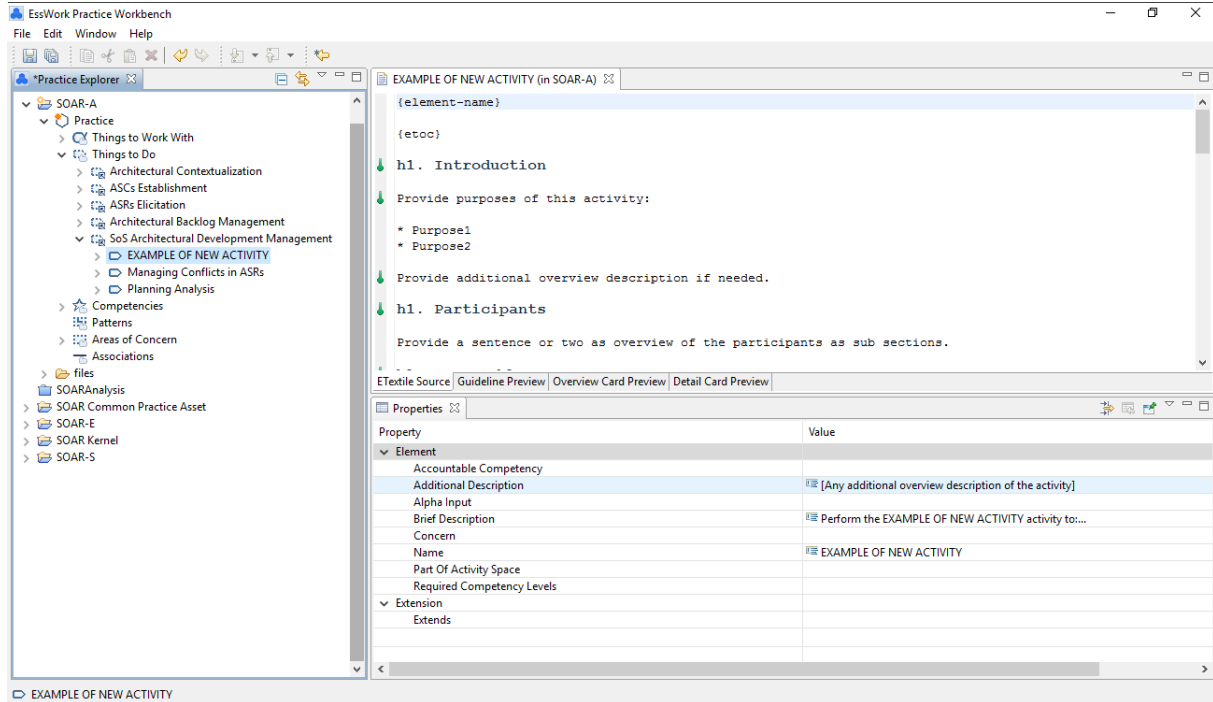 EssWork Practice Workbench
File Edit Window Help
*Practice Explorer
SOAR-A
Practice
Things to Work With
Things to Do
Architectural Contextualization
ASCs Establishment
ASRs Elicitation
Architectural Backlog Management
SoS Architectural Development Management
EXAMPLE OF NEW ACTIVITY
Managing Conflicts in ASRs
Planning Analysis
Competencies
Patterns
Areas of Concern
Associations
files
SOARAnalysis
SOAR Common Practice Asset
SOAR-E
SOAR Kernel
SOAR-S
EXAMPLE OF NEW ACTIVITY (in SOAR-A)
{element-name}
{etoc}
h1. Introduction
Provide purposes of this activity:
* Purpose1
* Purpose2
Provide additional overview description if needed.
h1. Participants
Provide a sentence or two as overview of the participants as sub sections.
ETextile Source Guideline Preview Overview Card Preview Detail Card Preview
Properties
Property Value
Element
Accountable Competency
Additional Description [Any additional overview description of the activity]
Alpha Input
Brief Description Perform the EXAMPLE OF NEW ACTIVITY activity to:...
Concern
Name EXAMPLE OF NEW ACTIVITY
Part Of Activity Space
Required Competency Levels
Extension
Extends
EXAMPLE OF NEW ACTIVITY